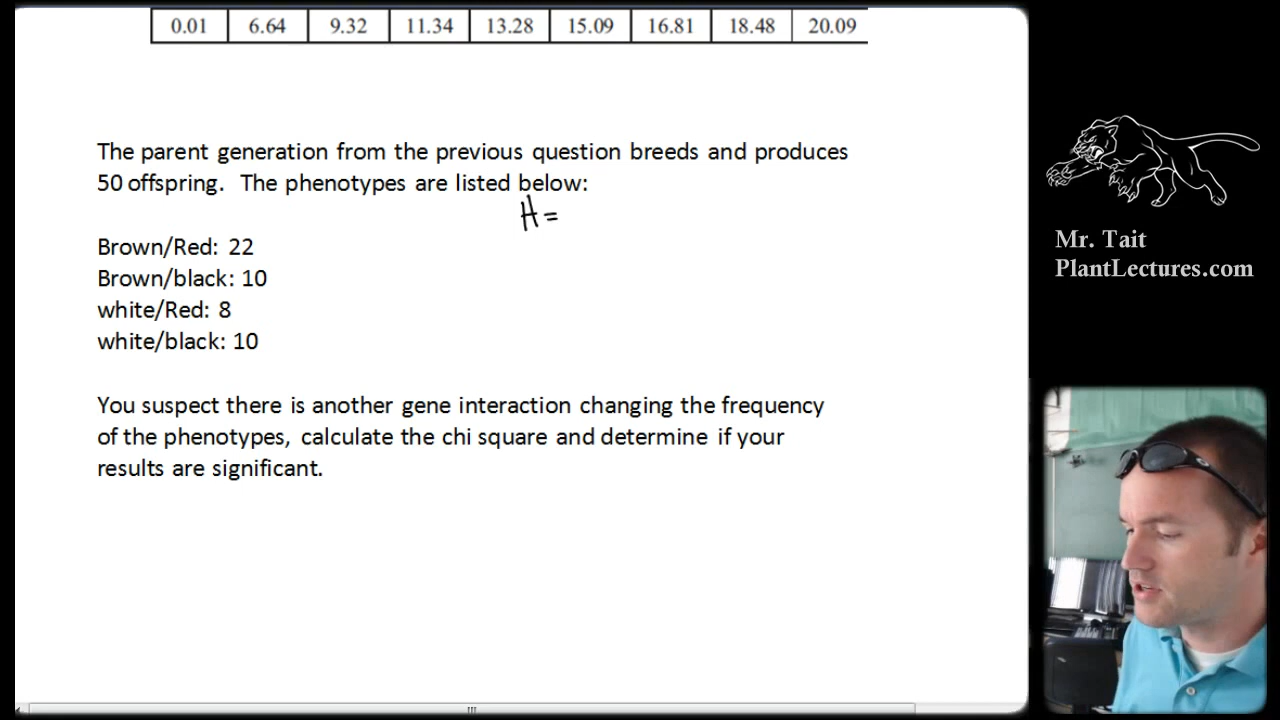 0.01 6.64 9.32 11.34 13.28 15.09 16.81 18.48 20.09
The parent generation from the previous question breeds and produces
50 offspring. The phenotypes are listed below:
H =
Brown/Red: 22
Brown/black: 10
white/Red: 8
white/black: 10
You suspect there is another gene interaction changing the frequency
of the phenotypes, calculate the chi square and determine if your
results are significant.
Mr. Tait
PlantLectures.com